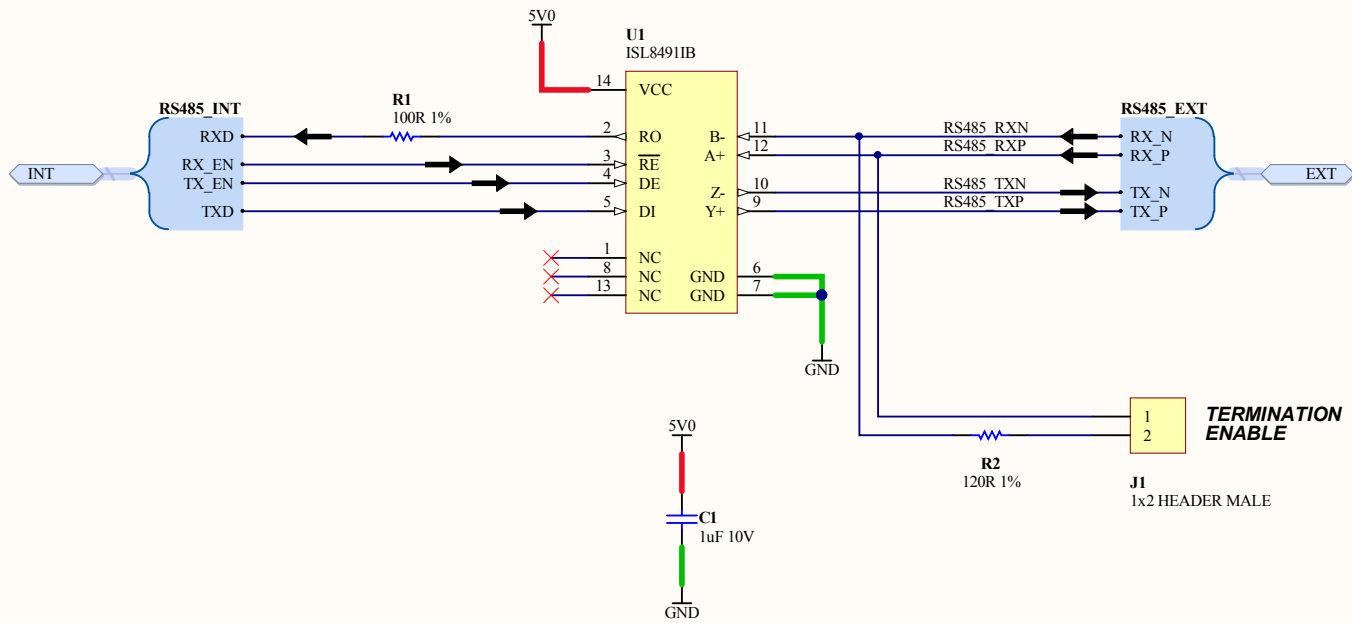 5V0
U1
ISL8491IB
14 VCC
RS485_INT
R1
100R 1%
RS485_EXT
RXD
2 RO
B- 11
RS485_RXN
RX_N
A+ 12
RS485_RXP
RX_P
INT
RX_EN
3 RE
TX_EN
4 DE
Z- 10
RS485_TXN
TX_N
EXT
TXD
5 DI
Y+ 9
RS485_TXP
TX_P
1 NC
8 NC
GND 6
13 NC
GND 7
GND
1
2
TERMINATION
ENABLE
5V0
R2
120R 1%
J1
1x2 HEADER MALE
C1
1uF 10V
GND